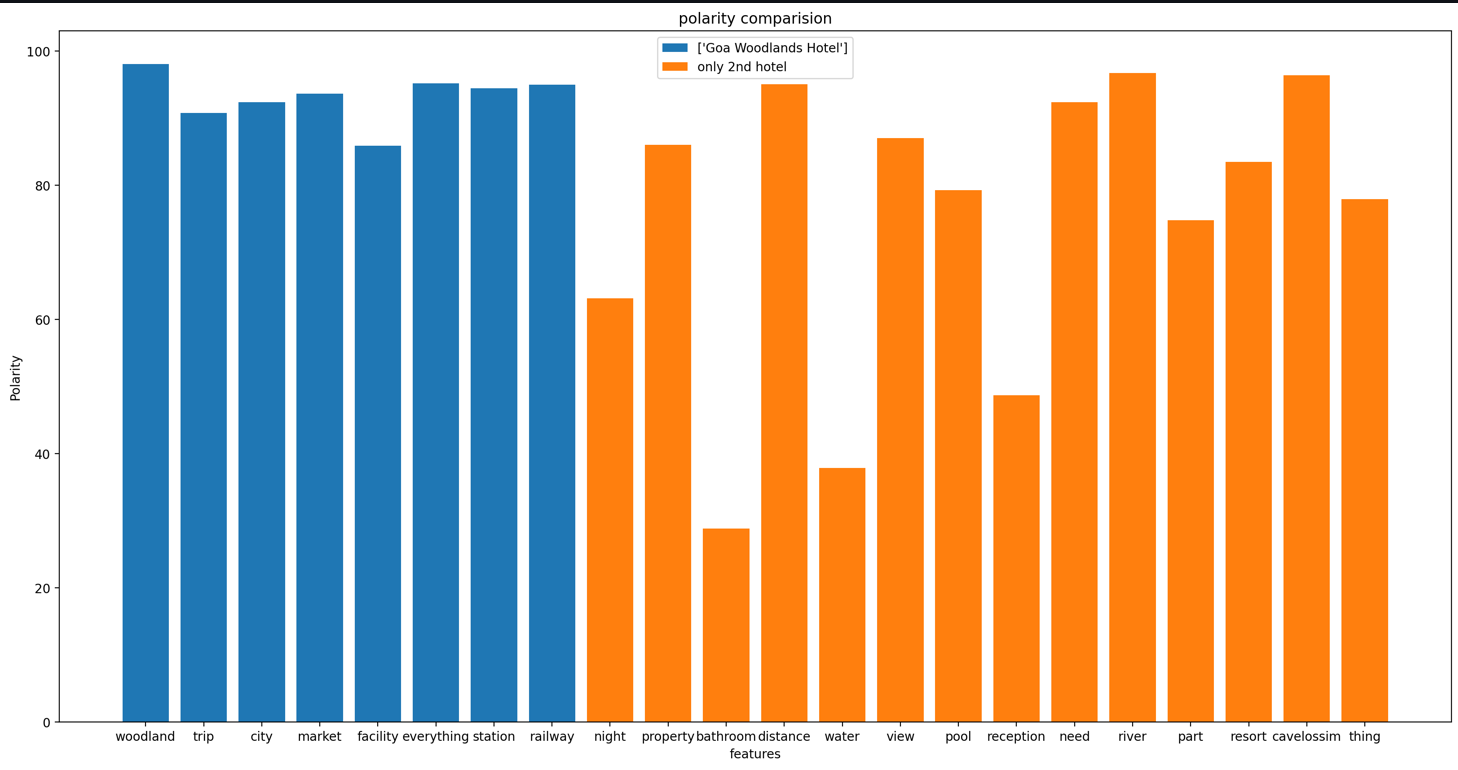 polarity comparision
['Goa Woodlands Hotel']
only 2nd hotel
100
80
60
40
20
0
Polarity
woodland trip city market facility everything station railway night property bathroom distance water view pool reception need river part resort cavelossim thing
features